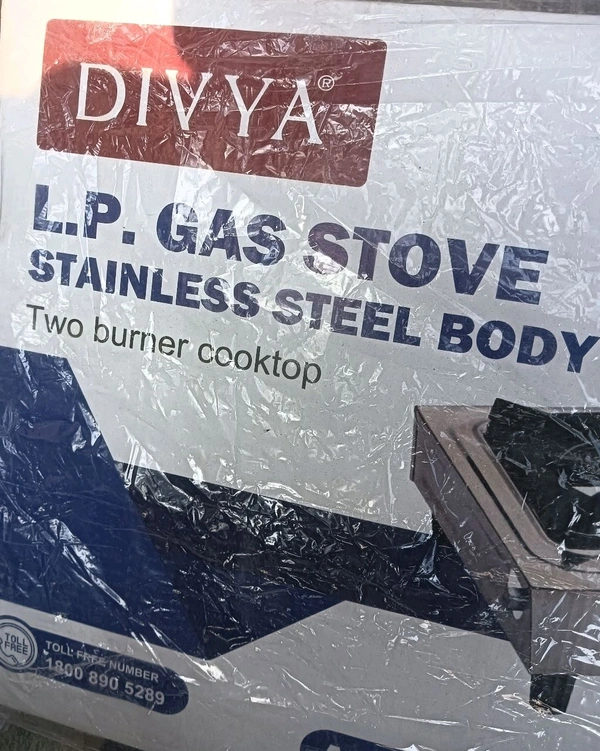 DIVYA®
L.P. GAS STOVE
STAINLESS STEEL BODY
Two burner cooktop
TOLL
FREE
TOLL FREE NUMBER
1800 890 5289